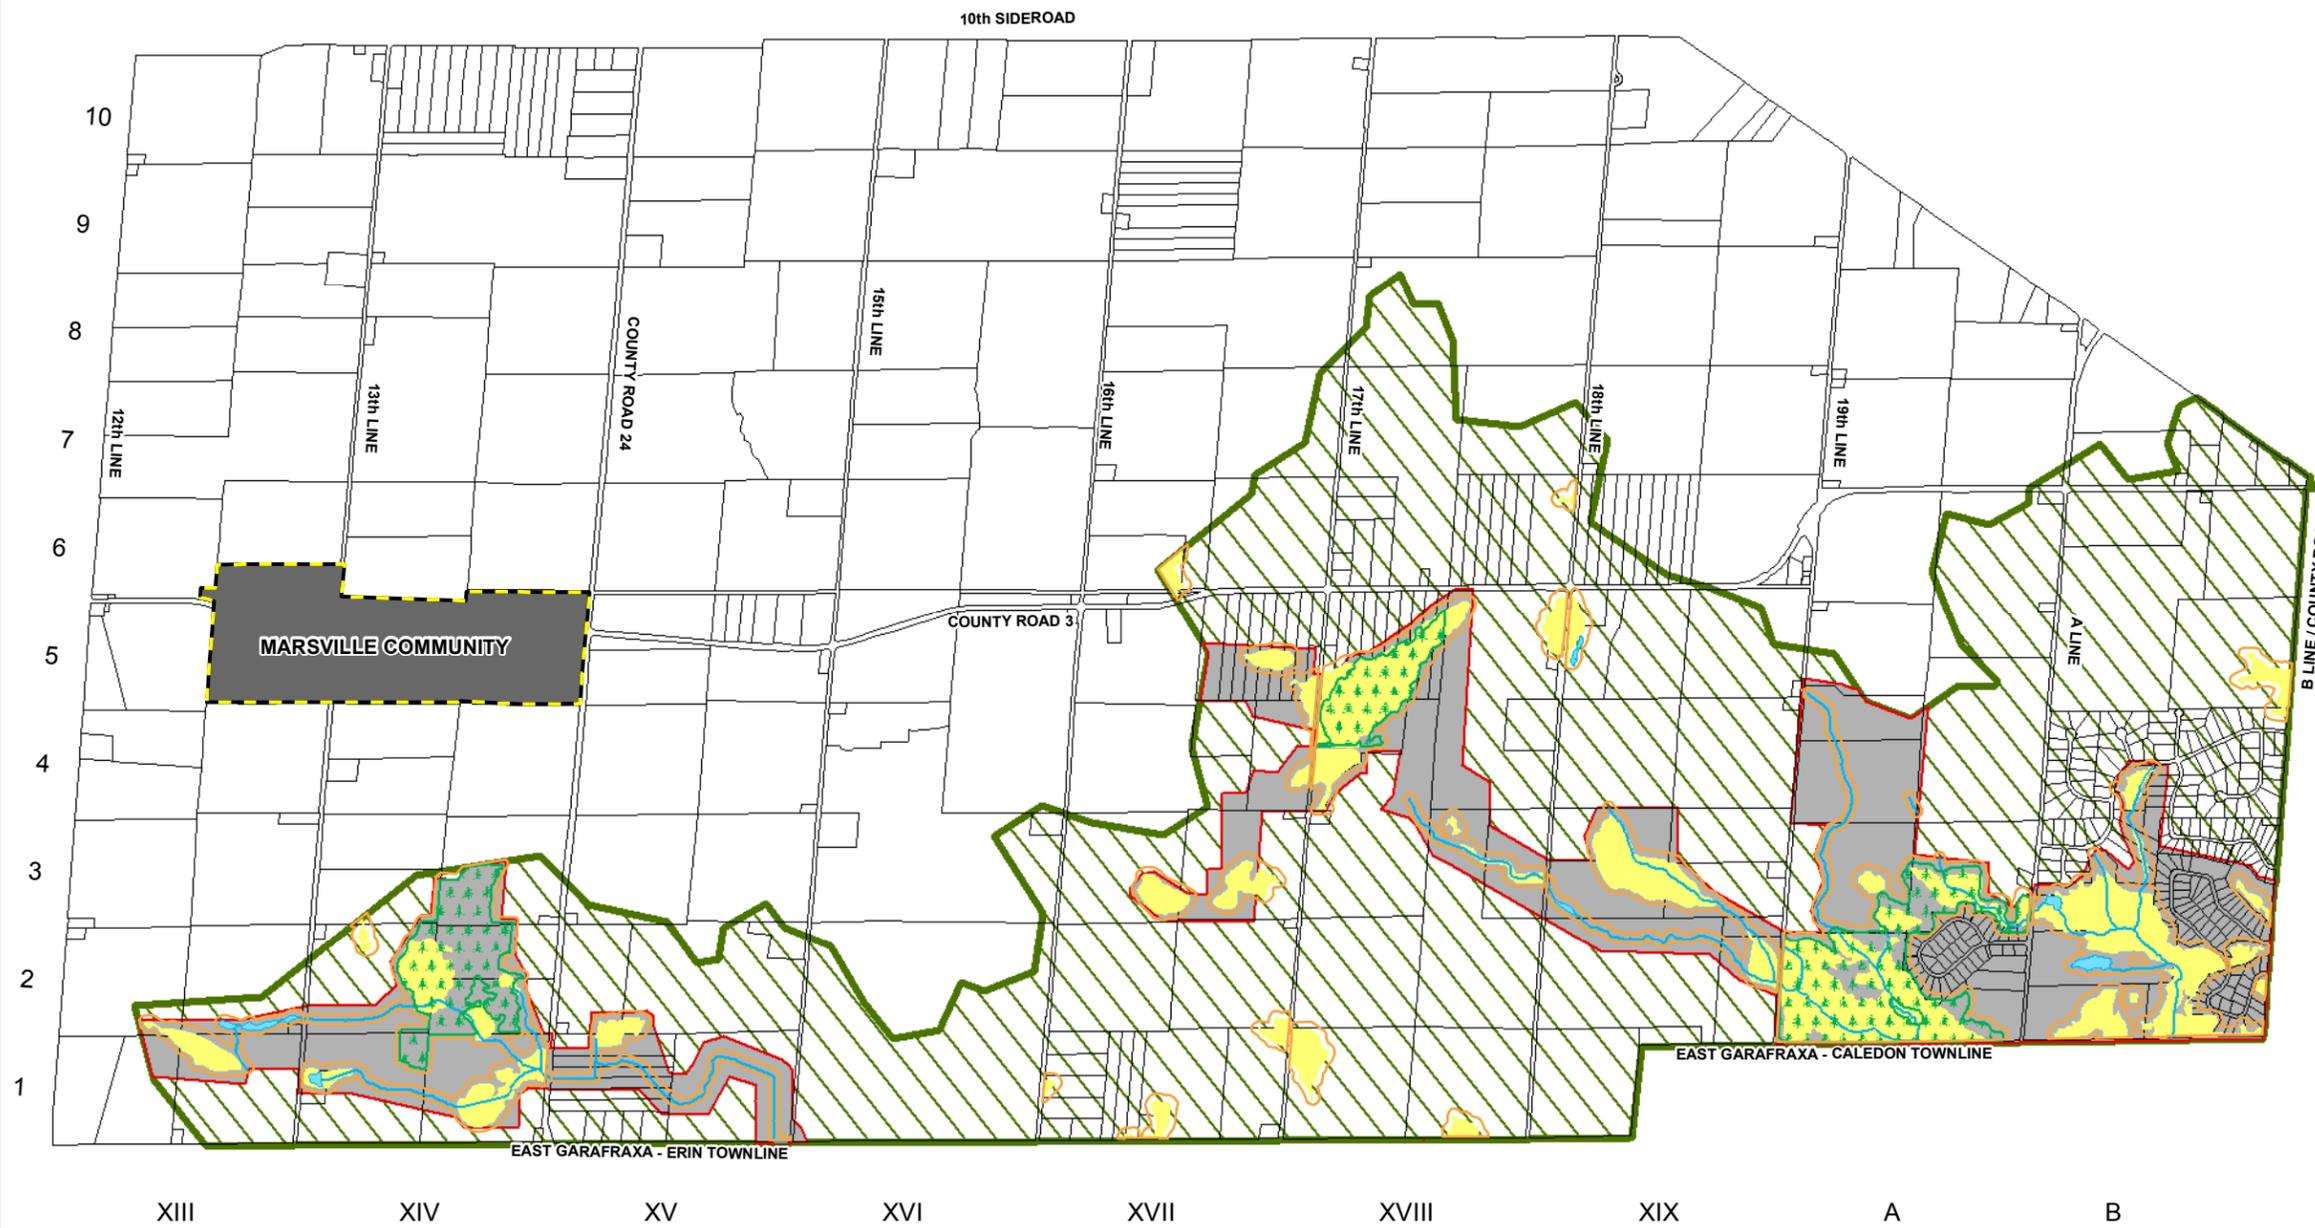 10th SIDEROAD
10
9
8
7
6
5
4
3
2
1
12th LINE
13th LINE
COUNTY ROAD 24
15th LINE
16th LINE
17th LINE
18th LINE
19th LINE
A LINE
B LINE / COUNTY
MARSVILLE COMMUNITY
COUNTY ROAD 3
EAST GARAFRAXA - CALEDON TOWNLINE
EAST GARAFRAXA - ERIN TOWNLINE
XIII XIV XV XVI XVII XVIII XIX A B